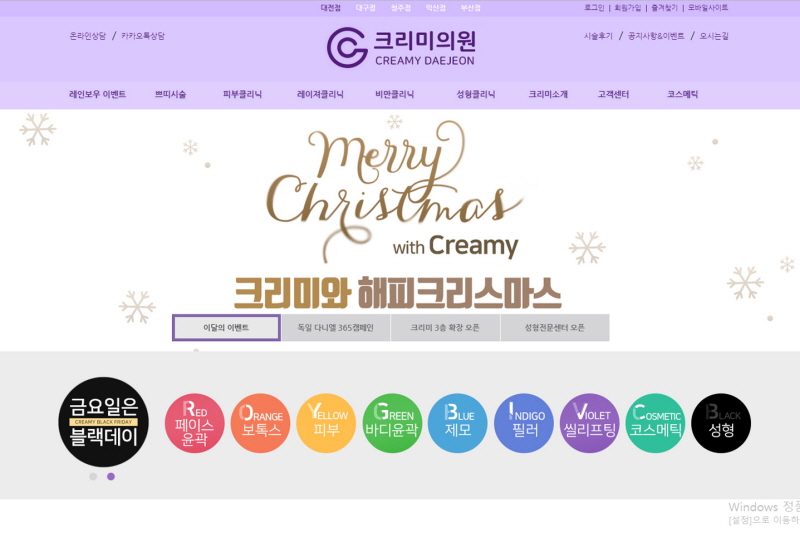 대전점 대구점 청주점 익산점 부산점
로그인 | 회원가입 | 즐겨찾기 | 모바일사이트
온라인상담 / 카카오톡상담
크리미의원
CREAMY DAEJEON
시술후기 / 공지사항&이벤트 / 오시는길
레인보우 이벤트 쁘띠시술 피부클리닉 레이져클리닉 비만클리닉 성형클리닉 크리미소개 고객센터 코스메틱
Merry
Christmas
with Creamy
크리미와 해피크리스마스
이달의 이벤트 독일 다니엘 365캠페인 크리미 3층 확장 오픈 성형전문센터 오픈
금요일은
CREAMY BLACK FRIDAY
블랙데이
RED
페이스
윤곽
ORANGE
보톡스
YELLOW
피부
GREEN
바디윤곽
BLUE
제모
INDIGO
필러
VIOLET
씰리프팅
COSMETIC
코스메틱
BLACK
성형
Windows 정품
[설정]으로 이동하